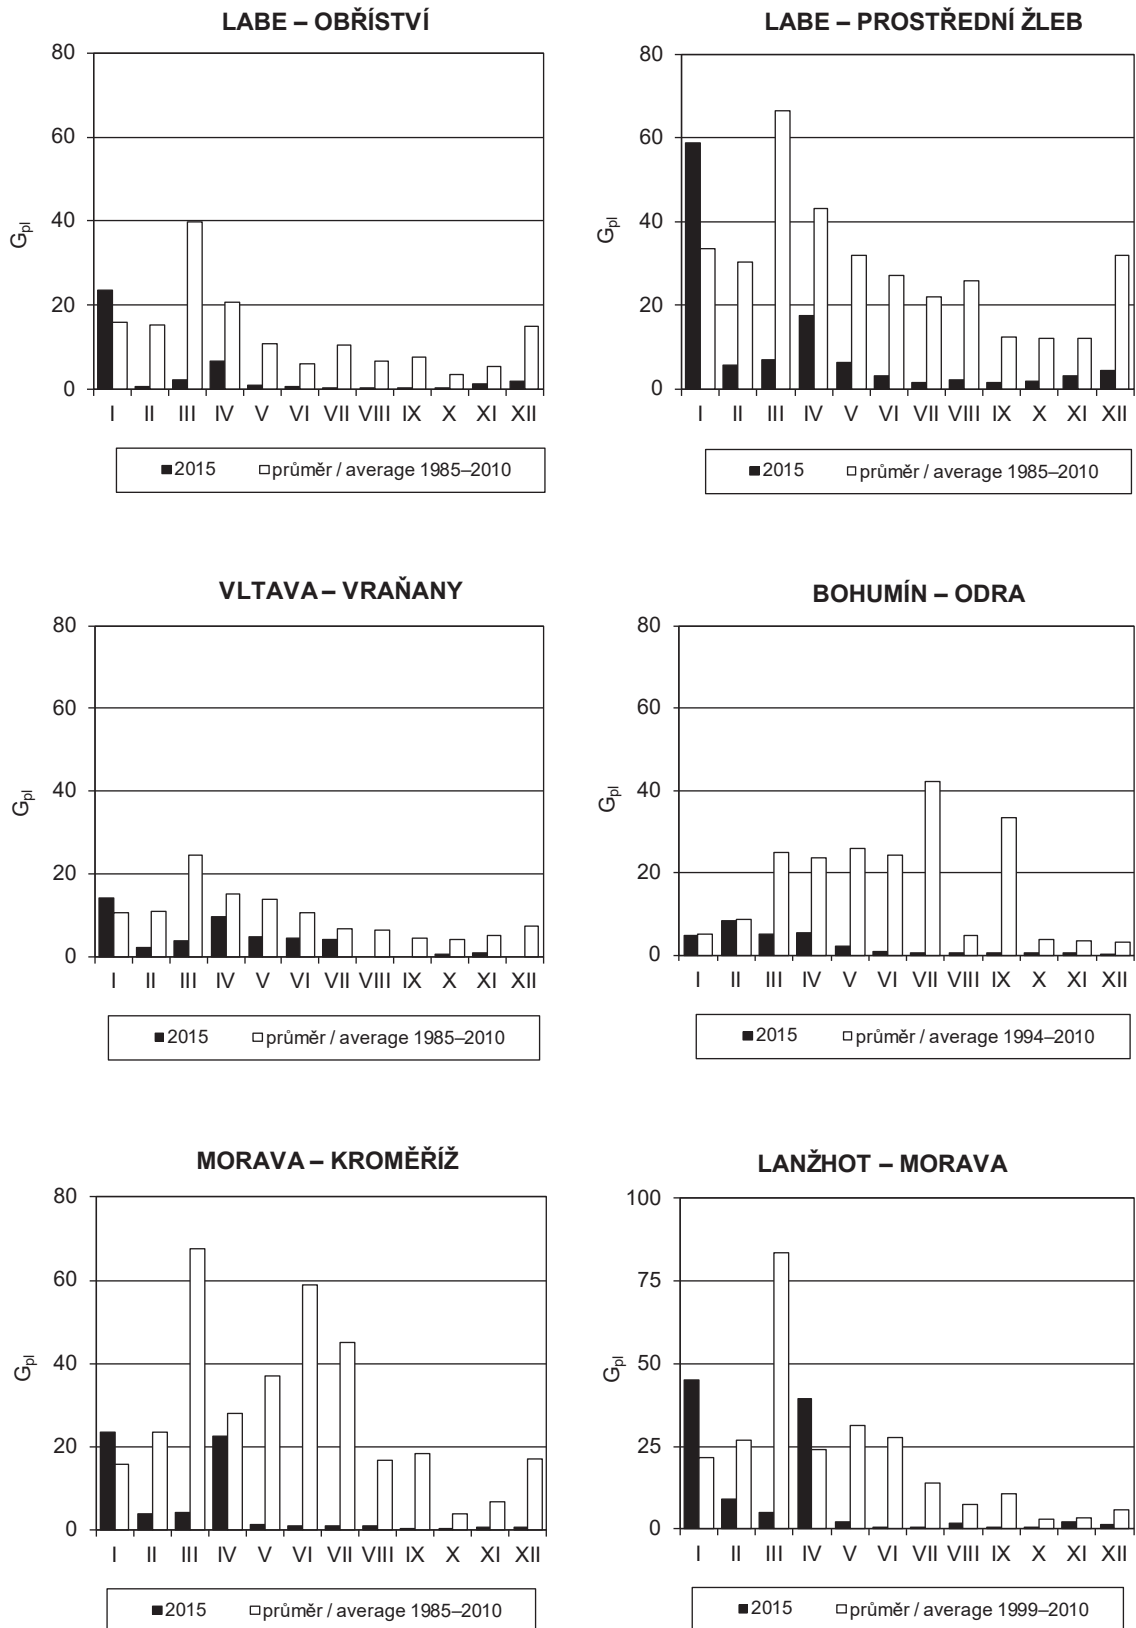 LABE – OBŘÍSTVÍ
80
60
40
20
0
G_pl
I II III IV V VI VII VIII IX X XI XII
■2015 □průměr / average 1985–2010
LABE – PROSTŘEDNÍ ŽLEB
80
60
40
20
0
G_pl
I II III IV V VI VII VIII IX X XI XII
■2015 □průměr / average 1985–2010
VLTAVA – VRAŇANY
80
60
40
20
0
G_pl
I II III IV V VI VII VIII IX X XI XII
■2015 □průměr / average 1985–2010
BOHUMÍN – ODRA
80
60
40
20
0
G_pl
I II III IV V VI VII VIII IX X XI XII
■2015 □průměr / average 1994–2010
MORAVA – KROMĚŘÍŽ
80
60
40
20
0
G_pl
I II III IV V VI VII VIII IX X XI XII
■2015 □průměr / average 1985–2010
LANŽHOT – MORAVA
100
75
50
25
0
G_pl
I II III IV V VI VII VIII IX X XI XII
■2015 □průměr / average 1999–2010